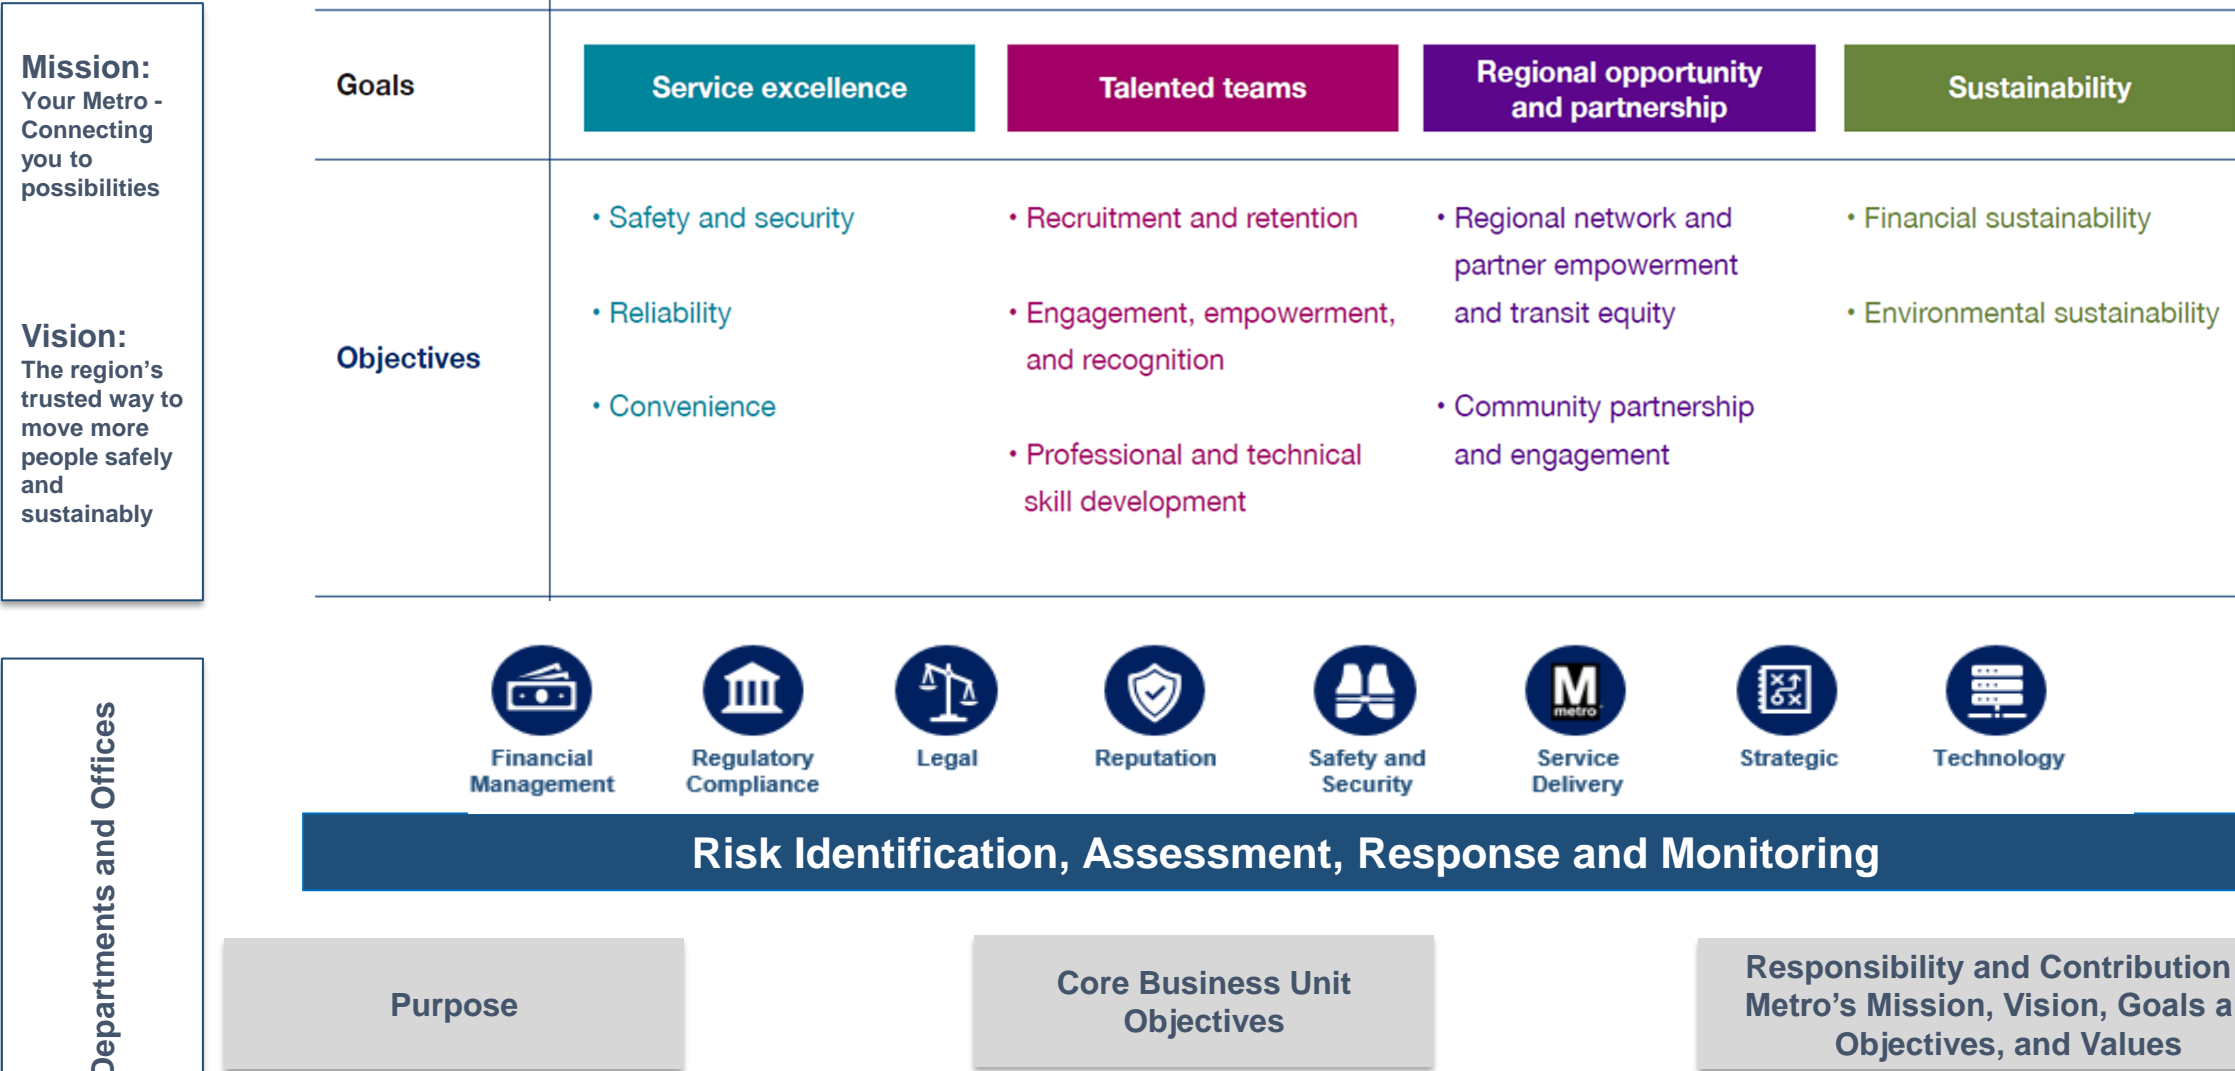 Mission:
Your Metro -
Connecting
you to
possibilities
Vision:
The region's
trusted way to
move more
people safely
and
sustainably
Goals
Service excellence
Talented teams
Regional opportunity
and partnership
Sustainability
Objectives
• Safety and security
• Reliability
• Convenience
• Recruitment and retention
• Engagement, empowerment,
and recognition
• Professional and technical
skill development
• Regional network and
partner empowerment
and transit equity
• Community partnership
and engagement
• Financial sustainability
• Environmental sustainability
Financial
Management
Regulatory
Compliance
Legal
Reputation
Safety and
Security
M
metro
Service
Delivery
Strategic
Technology
Risk Identification, Assessment, Response and Monitoring
Departments and Offices
Purpose
Core Business Unit
Objectives
Responsibility and Contribution
Metro's Mission, Vision, Goals a
Objectives, and Values